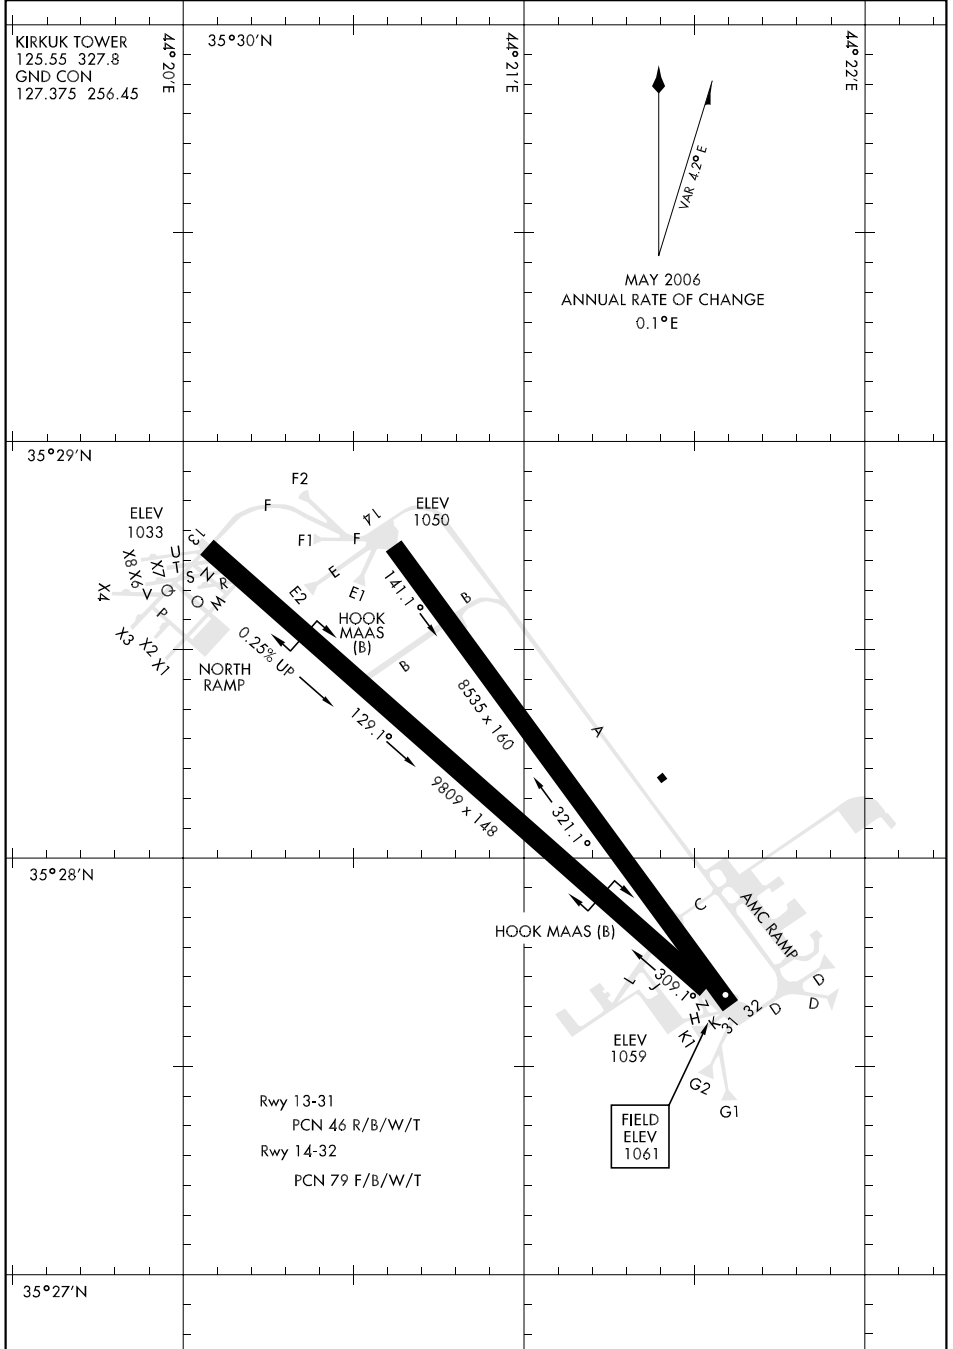 KIRKUK TOWER
125.55 327.8
GND CON
127.375 256.45
44°20'E
35°30'N
44°21'E
44°22'E
VAR 4.2° E
MAY 2006
ANNUAL RATE OF CHANGE
0.1°E
35°29'N
F2
F
ELEV
1050
14
ELEV
1033
13
F1
F
U
T
S
N
R
X8
X6
X7
V
Q
O
M
P
X4
X3
X2
X1
E
E2
E1
141.1°
B
HOOK
MAAS
(B)
0.25% UP
NORTH
RAMP
B
129.1°
8535 x 160
A
9809 x 148
321.1°
35°28'N
C
AMC RAMP
HOOK MAAS (B)
L
J
309.1°
D
D
D
Z
H
K
31
32
K1
ELEV
1059
G2
G1
FIELD
ELEV
1061
Rwy 13-31
PCN 46 R/B/W/T
Rwy 14-32
PCN 79 F/B/W/T
35°27'N